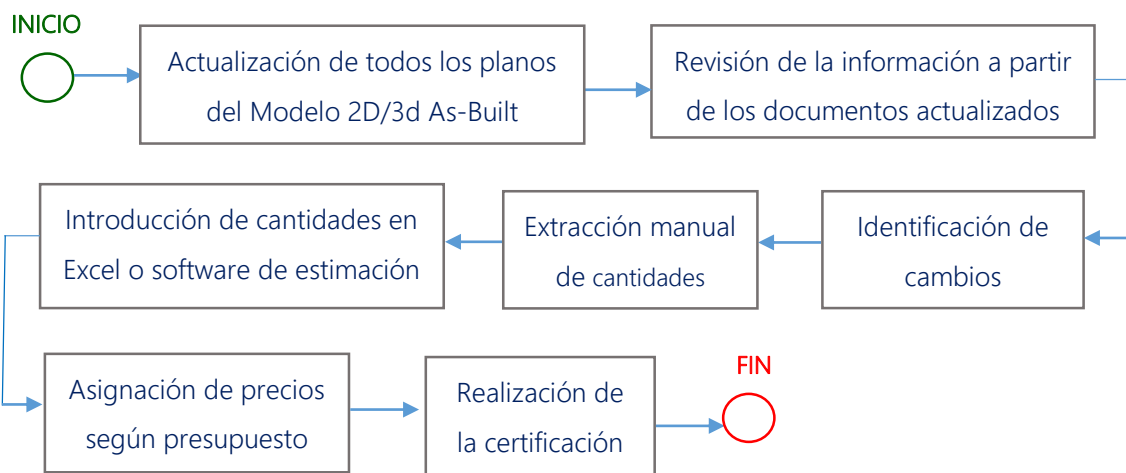 INICIO
Actualización de todos los planos
del Modelo 2D/3d As-Built
Revisión de la información a partir
de los documentos actualizados
Identificación de
cambios
Extracción manual
de cantidades
Introducción de cantidades en
Excel o software de estimación
Asignación de precios
según presupuesto
Realización de
la certificación
FIN